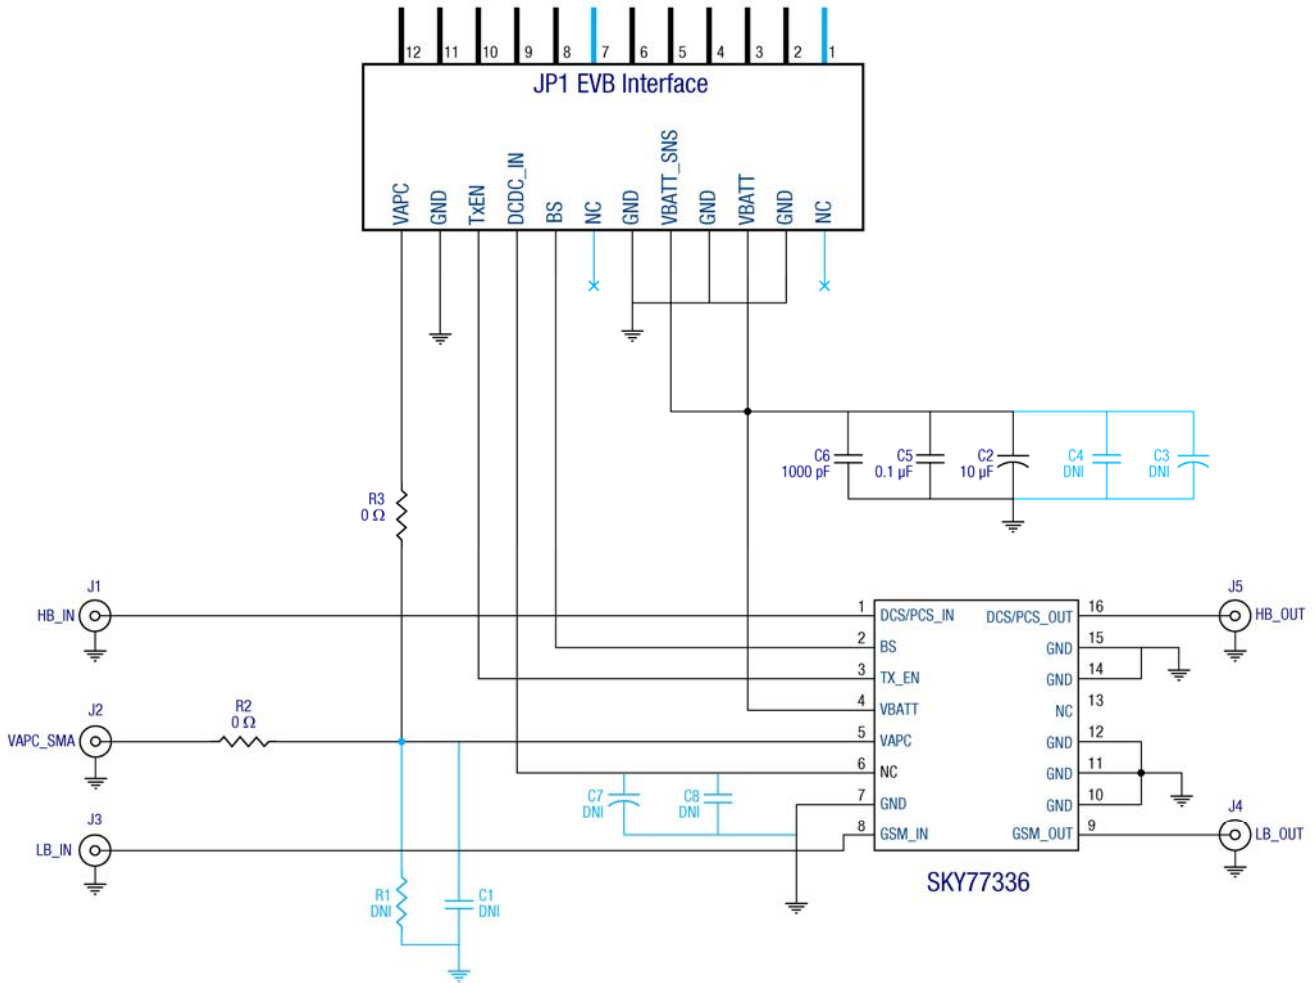 12 11 10 9 8 7 6 5 4 3 2 1
JP1 EVB Interface
VAPC
GND
TxEN
DCDC_IN
BS
NC
GND
VBATT_SNS
GND
VBATT
GND
NC
C6
1000 pF
C5
0.1 µF
C2
10 µF
C4
DNI
C3
DNI
R3
0 Ω
J1
HB_IN
J2
VAPC_SMA
R2
0 Ω
J3
LB_IN
R1
DNI
C1
DNI
C7
DNI
C8
DNI
1 DCS/PCS_IN
2 BS
3 TX_EN
4 VBATT
5 VAPC
6 NC
7 GND
8 GSM_IN
DCS/PCS_OUT 16
GND 15
GND 14
NC 13
GND 12
GND 11
GND 10
GSM_OUT 9
SKY77336
J5
HB_OUT
J4
LB_OUT